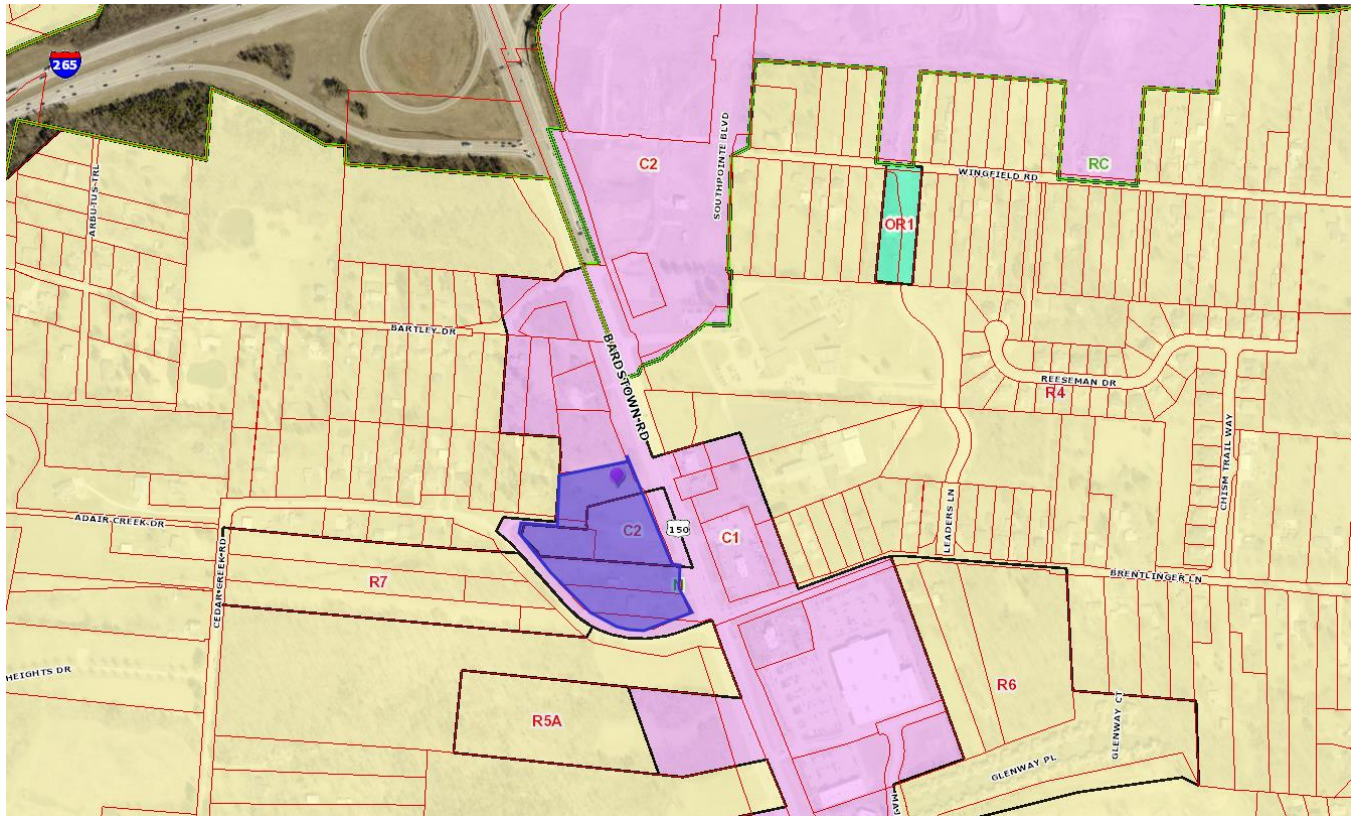 265
C2
SOUTHPOINTE BLVD
WINGFIELD RD
RC
ARBUTUS TRL
OR1
BARTLEY DR
BARDSTOWN RD
REESEMAN DR
R4
CHISM TRAIL WAY
ADAIR CREEK DR
CEDAR CREEK RD
C2
150
C1
LEADERS LN
N
R7
BRENTLINGER LN
HEIGHTS DR
R5A
R6
GLENWAY CT
GLENWAY PL